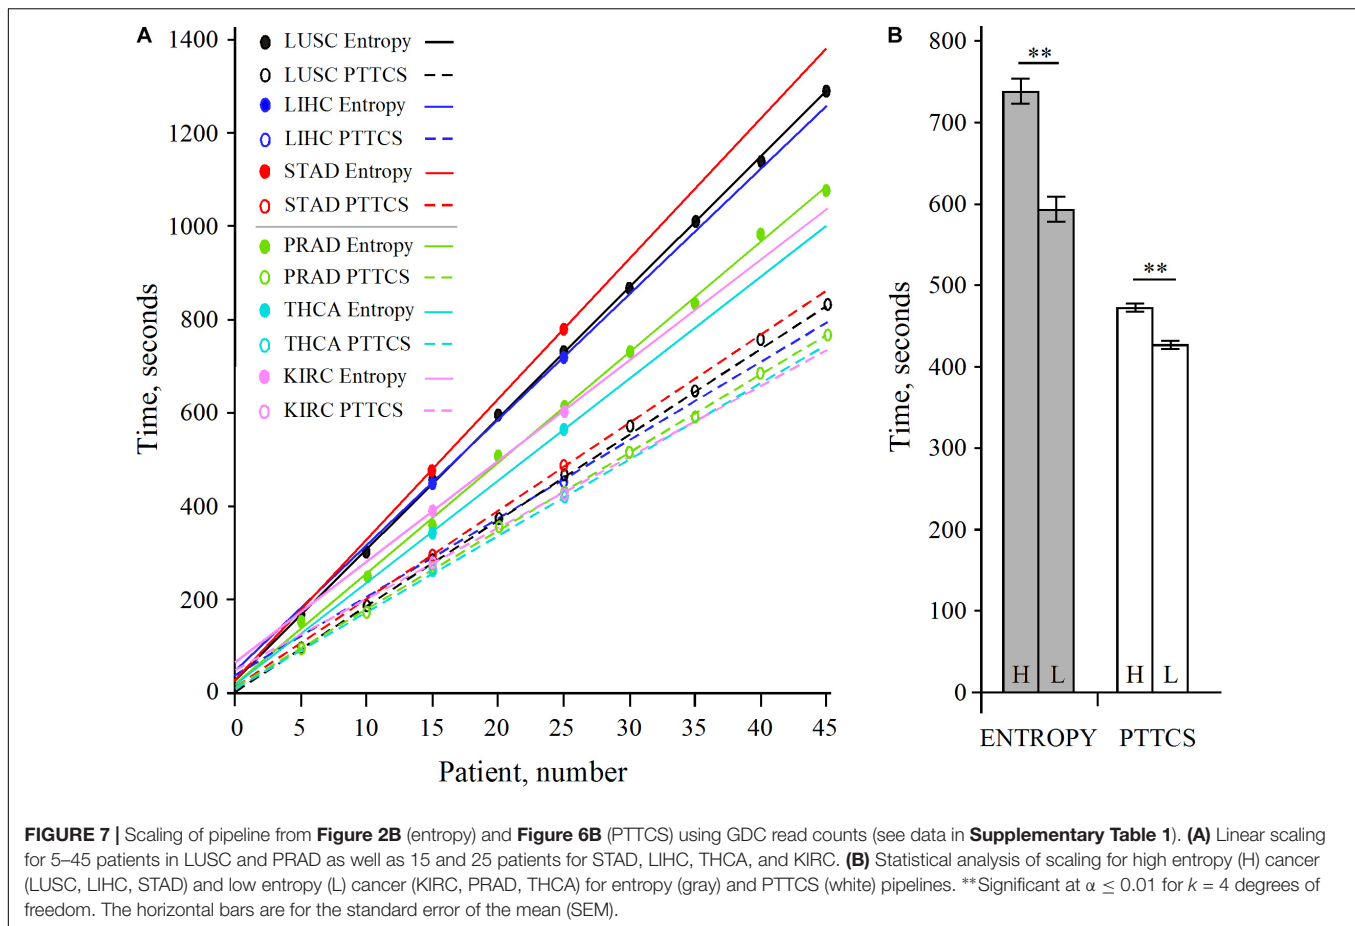 A
1400
1200
1000
800
600
400
200
0
Time, seconds
LUSC Entropy
LUSC PTTCS
LIHC Entropy
LIHC PTTCS
STAD Entropy
STAD PTTCS
PRAD Entropy
PRAD PTTCS
THCA Entropy
THCA PTTCS
KIRC Entropy
KIRC PTTCS
0 5 10 15 20 25 30 35 40 45
Patient, number
B
800
700
600
500
400
300
200
100
0
Time, seconds
**
**
H L H L
ENTROPY PTTCS
FIGURE 7 | Scaling of pipeline from Figure 2B (entropy) and Figure 6B (PTTCS) using GDC read counts (see data in Supplementary Table 1). (A) Linear scaling
for 5–45 patients in LUSC and PRAD as well as 15 and 25 patients for STAD, LIHC, THCA, and KIRC. (B) Statistical analysis of scaling for high entropy (H) cancer
(LUSC, LIHC, STAD) and low entropy (L) cancer (KIRC, PRAD, THCA) for entropy (gray) and PTTCS (white) pipelines. **Significant at α ≤ 0.01 for k = 4 degrees of
freedom. The horizontal bars are for the standard error of the mean (SEM).